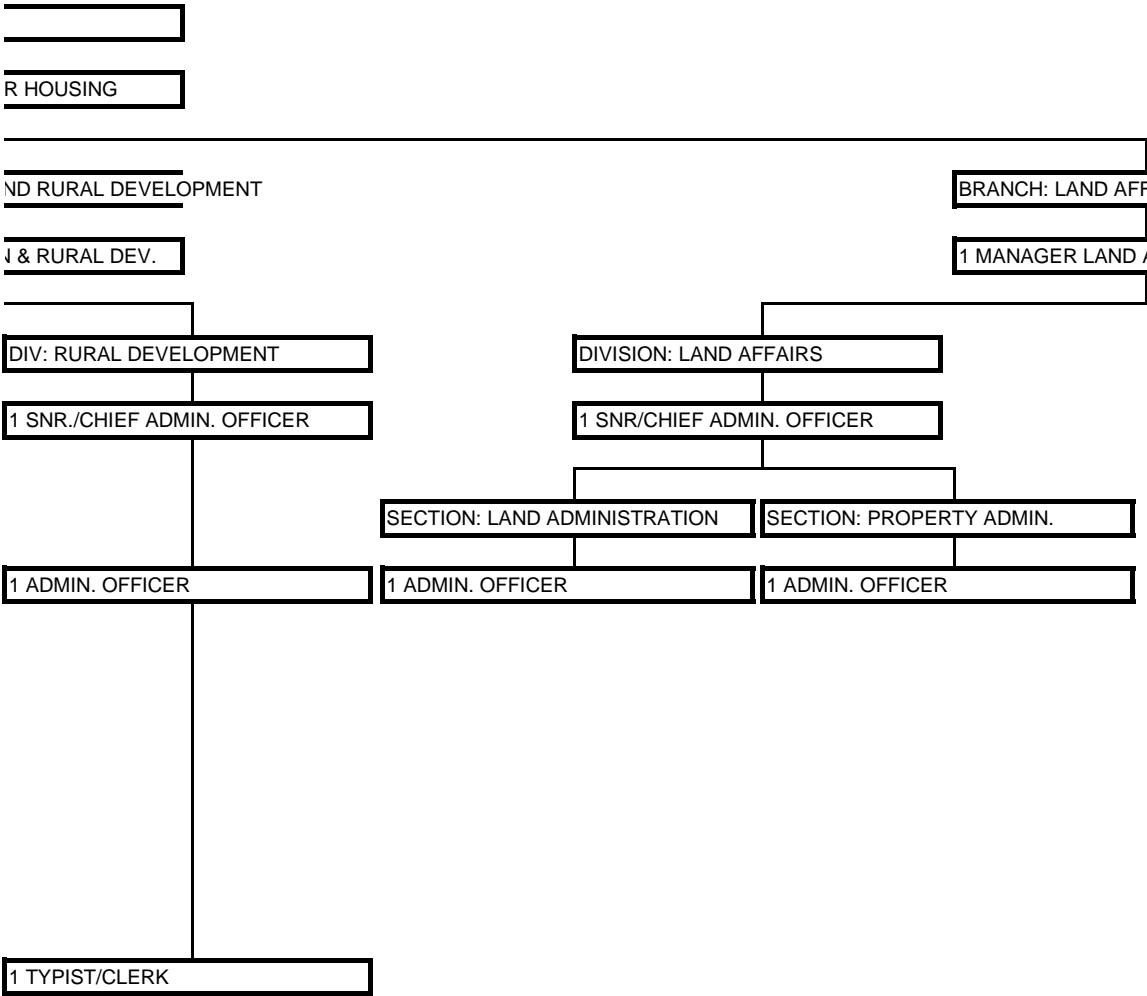 R HOUSING
ND RURAL DEVELOPMENT
BRANCH: LAND AFF
& RURAL DEV.
1 MANAGER LAND
DIV: RURAL DEVELOPMENT
DIVISION: LAND AFFAIRS
1 SNR./CHIEF ADMIN. OFFICER
1 SNR/CHIEF ADMIN. OFFICER
SECTION: LAND ADMINISTRATION
SECTION: PROPERTY ADMIN.
1 ADMIN. OFFICER
1 ADMIN. OFFICER
1 ADMIN. OFFICER
1 TYPIST/CLERK